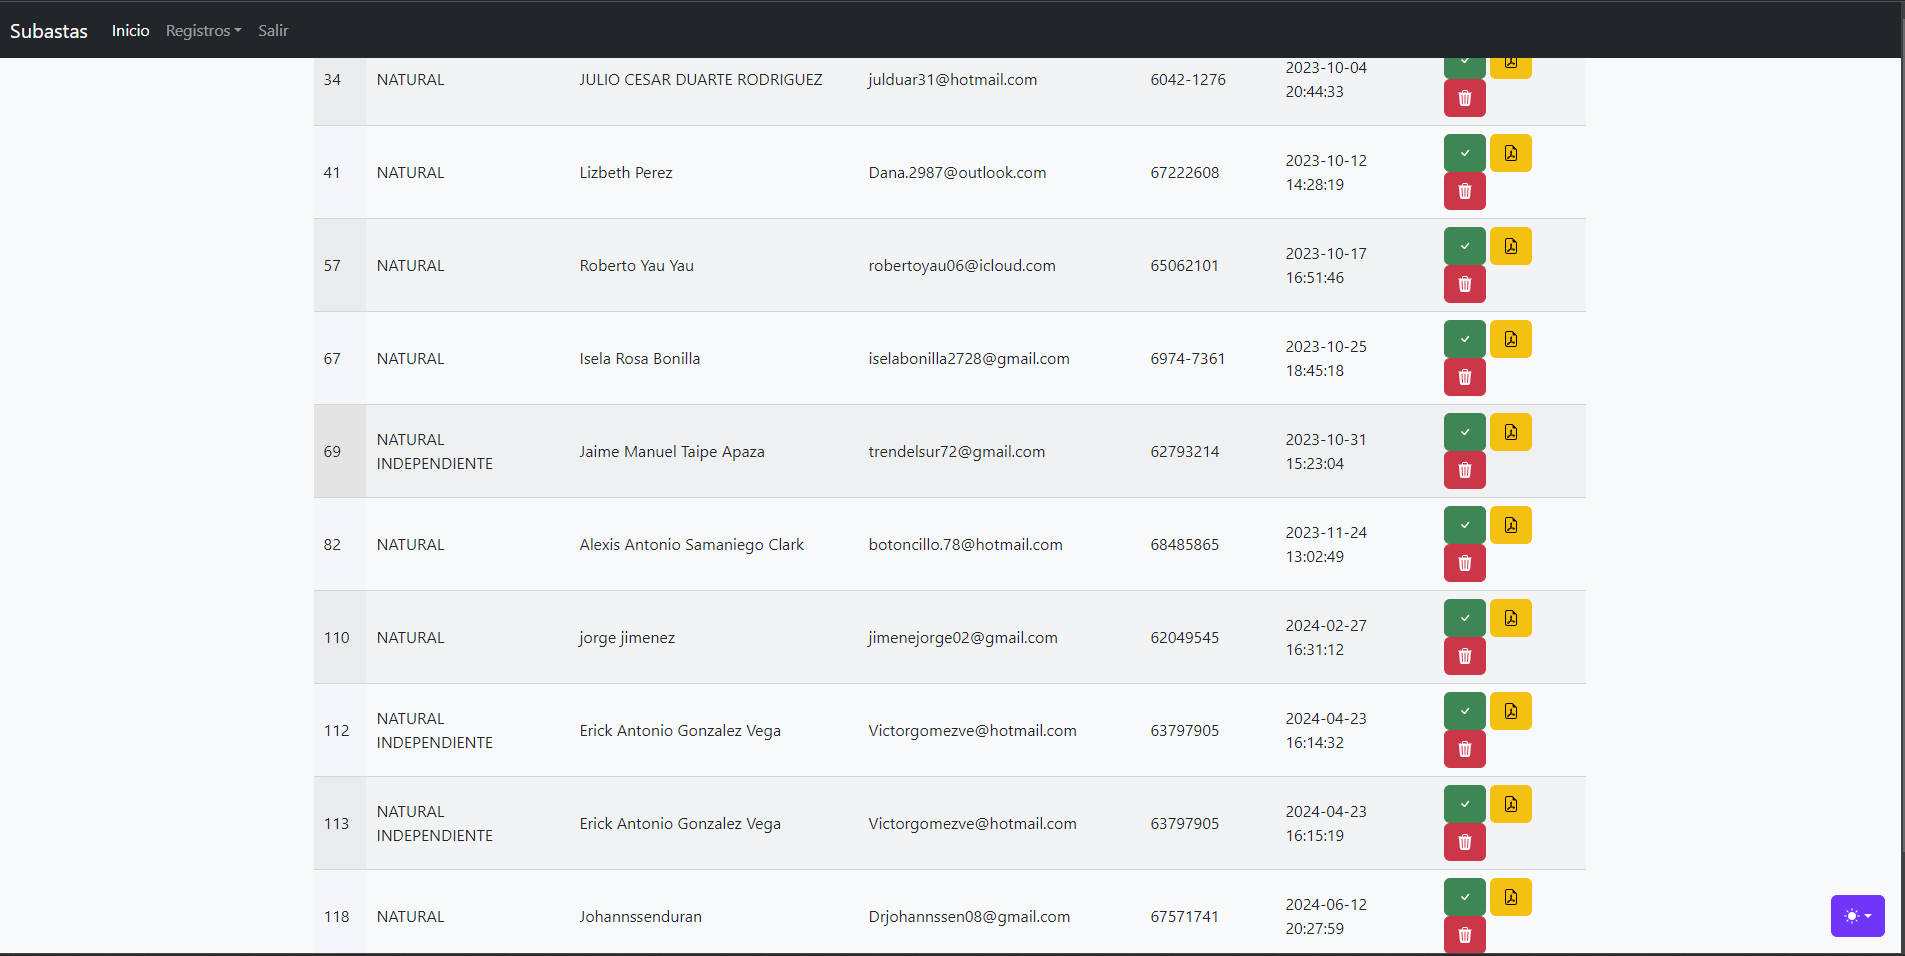 Subastas Inicio Registros Salir
34 NATURAL JULIO CESAR DUARTE RODRIGUEZ julduar31@hotmail.com 6042-1276 2023-10-04
20:44:33
41 NATURAL Lizbeth Perez Dana.2987@outlook.com 67222608 2023-10-12
14:28:19
57 NATURAL Roberto Yau Yau robertoyau06@icloud.com 65062101 2023-10-17
16:51:46
67 NATURAL Isela Rosa Bonilla iselabonilla2728@gmail.com 6974-7361 2023-10-25
18:45:18
69 NATURAL
INDEPENDIENTE Jaime Manuel Taipe Apaza trendelsur72@gmail.com 62793214 2023-10-31
15:23:04
82 NATURAL Alexis Antonio Samaniego Clark botoncillo.78@hotmail.com 68485865 2023-11-24
13:02:49
110 NATURAL jorge jimenez jimenejorge02@gmail.com 62049545 2024-02-27
16:31:12
112 NATURAL
INDEPENDIENTE Erick Antonio Gonzalez Vega Victorgomezve@hotmail.com 63797905 2024-04-23
16:14:32
113 NATURAL
INDEPENDIENTE Erick Antonio Gonzalez Vega Victorgomezve@hotmail.com 63797905 2024-04-23
16:15:19
118 NATURAL Johannssenduran Drjohannssen08@gmail.com 67571741 2024-06-12
20:27:59